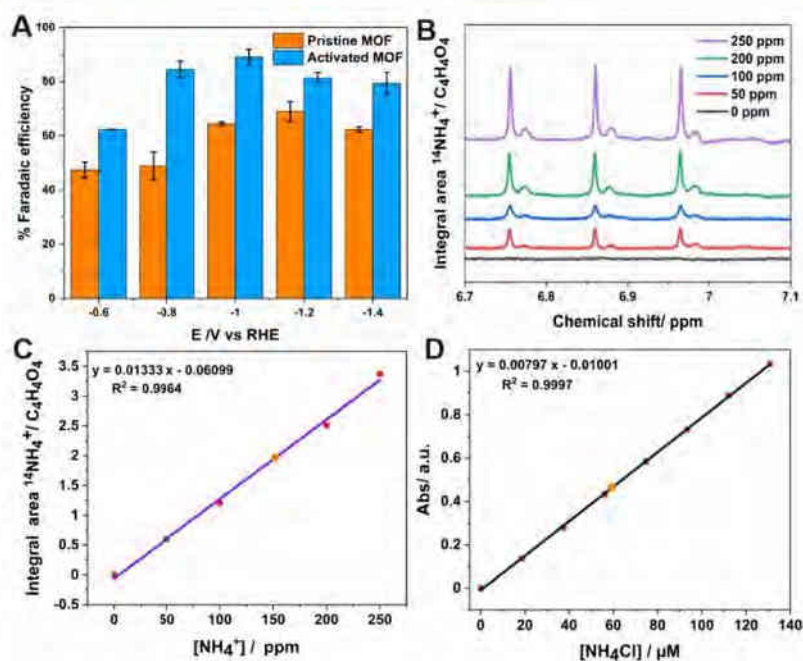 A
% Faradaic efficiency
100
80
60
40
20
0
Pristine MOF
Activated MOF
-0.6
-0.8
-1
-1.2
-1.4
E /V vs RHE
B
Integral area ¹⁴NH₄⁺/ C₄H₄O₄
250 ppm
200 ppm
100 ppm
50 ppm
0 ppm
6.7
6.8
6.9
7
7.1
Chemical shift/ ppm
C
y = 0.01333 x - 0.06099
R² = 0.9964
Integral area ¹⁴NH₄⁺/ C₄H₄O₄
3.5
3
2.5
2
1.5
1
0.5
0
-0.5
0
50
100
150
200
250
[NH₄⁺] / ppm
D
y = 0.00797 x - 0.01001
R² = 0.9997
Abs/ a.u.
1
0.8
0.6
0.4
0.2
0
0
20
40
60
80
100
120
140
[NH₄Cl] / µM